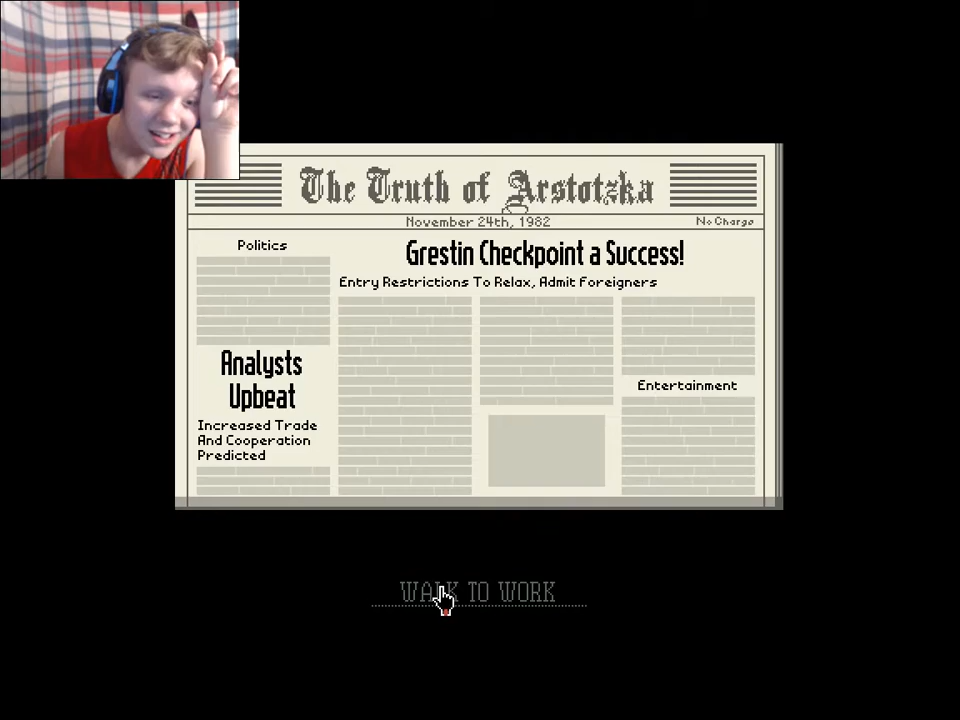 The Truth of Arstotzka
November 24th, 1982
No Charge
Politics
Grestin Checkpoint a Success!
Entry Restrictions To Relax, Admit Foreigners
Analysts
Upbeat
Increased Trade
And Cooperation
Predicted
Entertainment
WALK TO WORK